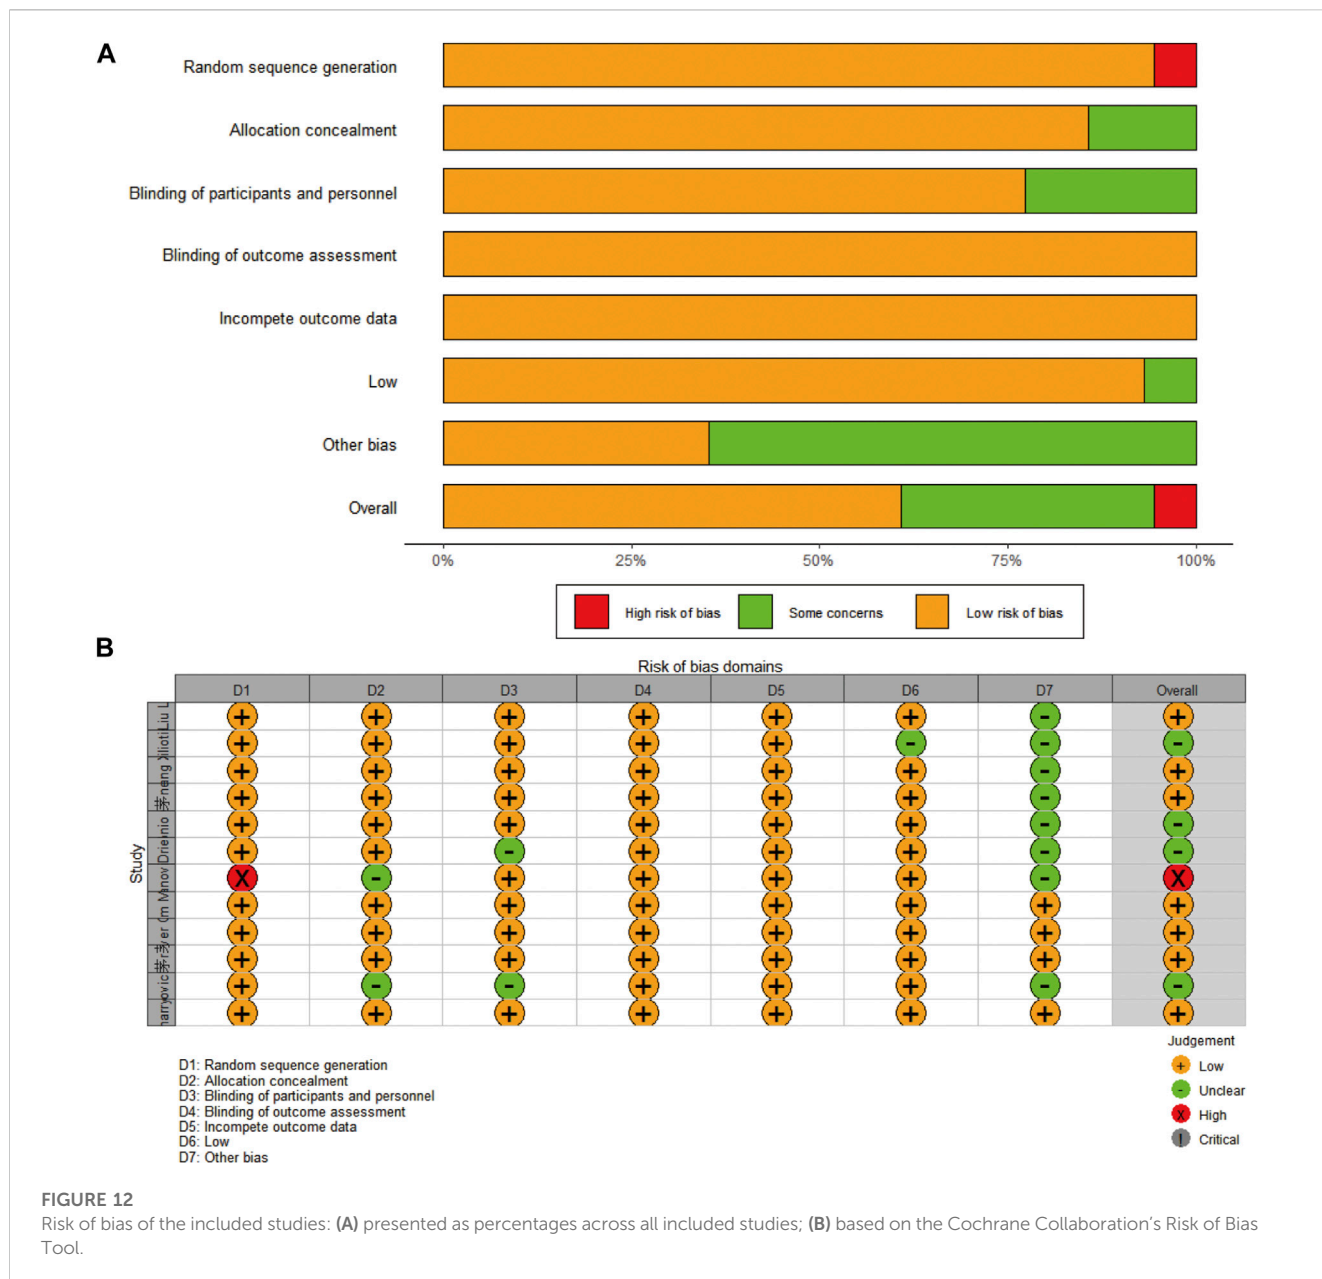 A
Random sequence generation
Allocation concealment
Blinding of participants and personnel
Blinding of outcome assessment
Incompete outcome data
Low
Other bias
Overall
0% 25% 50% 75% 100%
High risk of bias Some concerns Low risk of bias
B
Risk of bias domains
D1 D2 D3 D4 D5 D6 D7 Overall
Study
+ + + + + + - +
+ + + + + - - -
+ + + + + + - +
+ + + + + + - +
+ + + + + + - -
+ + - + + + - -
X - + + + + - X
+ + + + + + + +
+ + + + + + + +
+ + + + + + + +
+ - - + + + - -
+ + + + + + + +
D1: Random sequence generation
D2: Allocation concealment
D3: Blinding of participants and personnel
D4: Blinding of outcome assessment
D5: Incompete outcome data
D6: Low
D7: Other bias
Judgement
+ Low
- Unclear
X High
! Critical
FIGURE 12
Risk of bias of the included studies: (A) presented as percentages across all included studies; (B) based on the Cochrane Collaboration’s Risk of Bias
Tool.